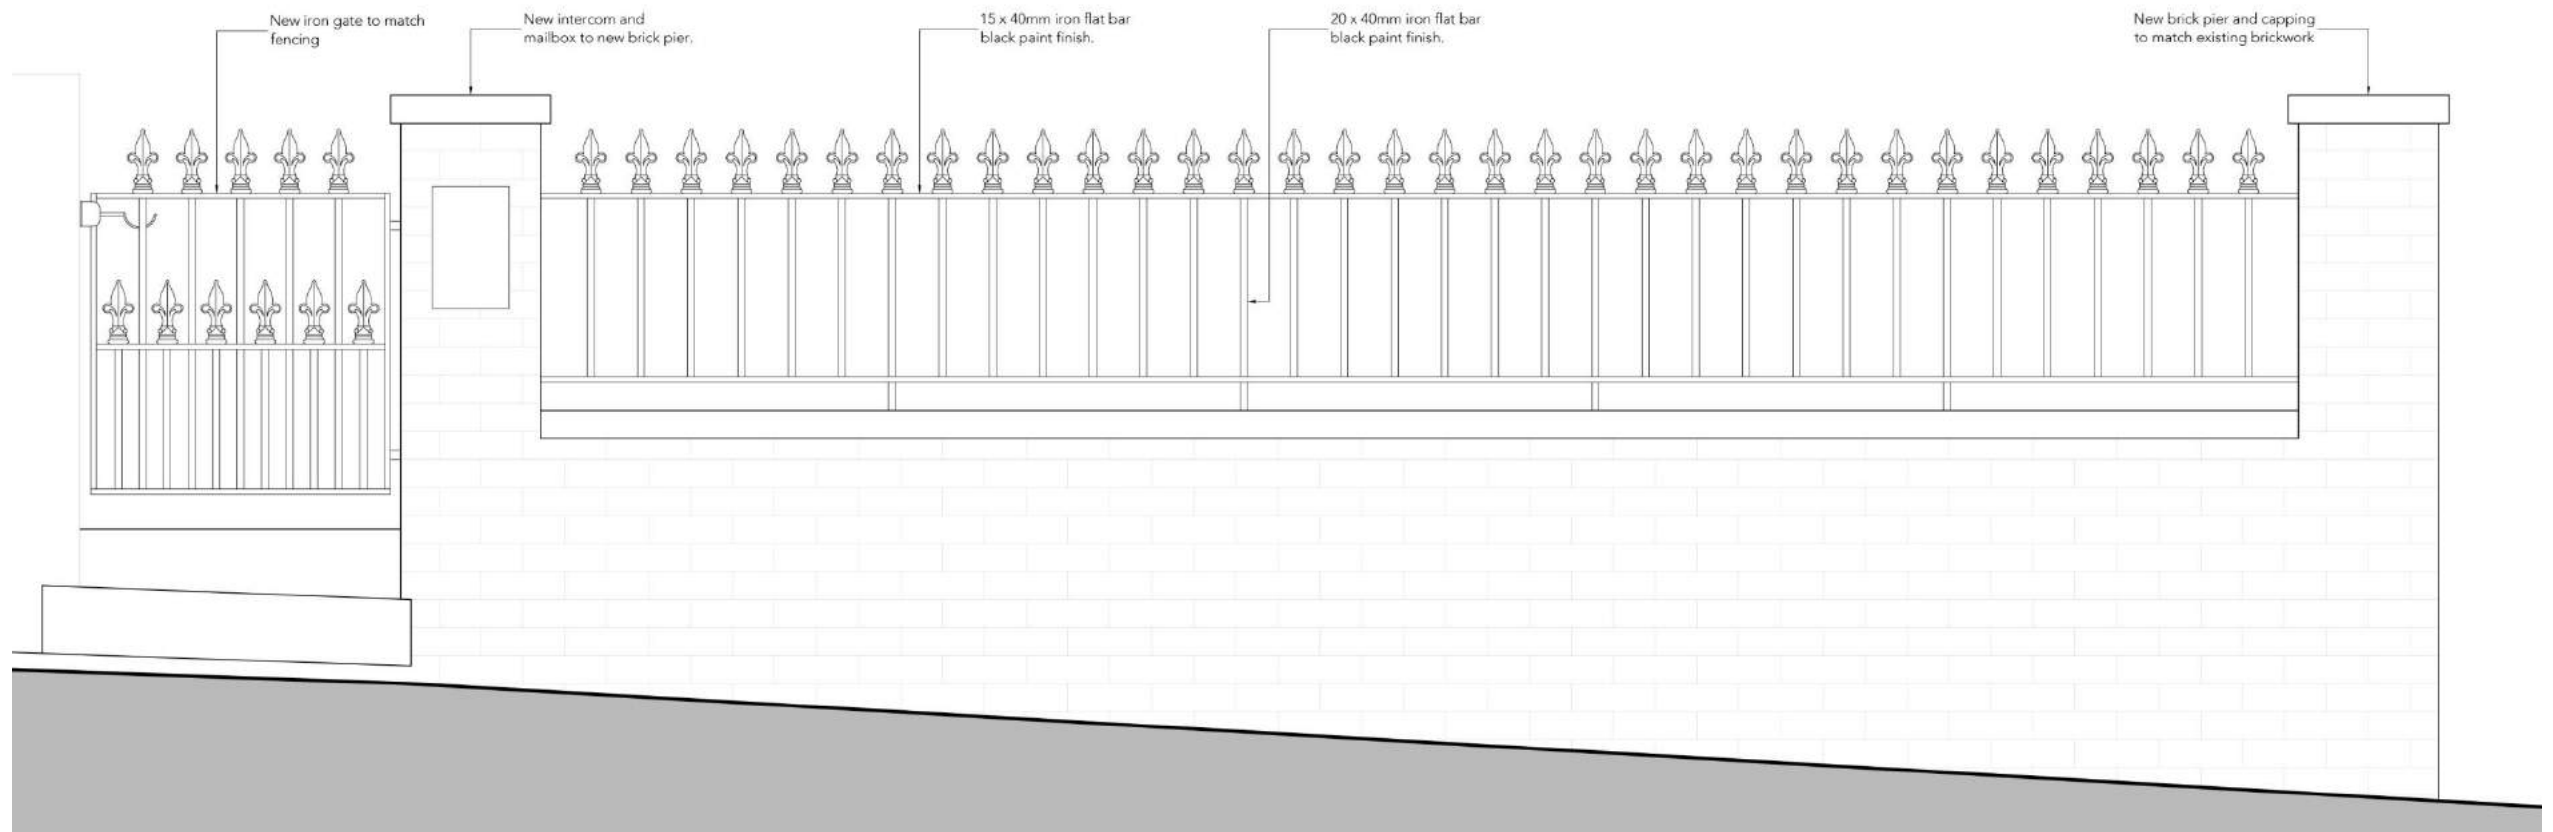 New iron gate to match
fencing
New intercom and
mailbox to new brick pier.
15 x 40mm iron flat bar
black paint finish.
20 x 40mm iron flat bar
black paint finish.
New brick pier and capping
to match existing brickwork